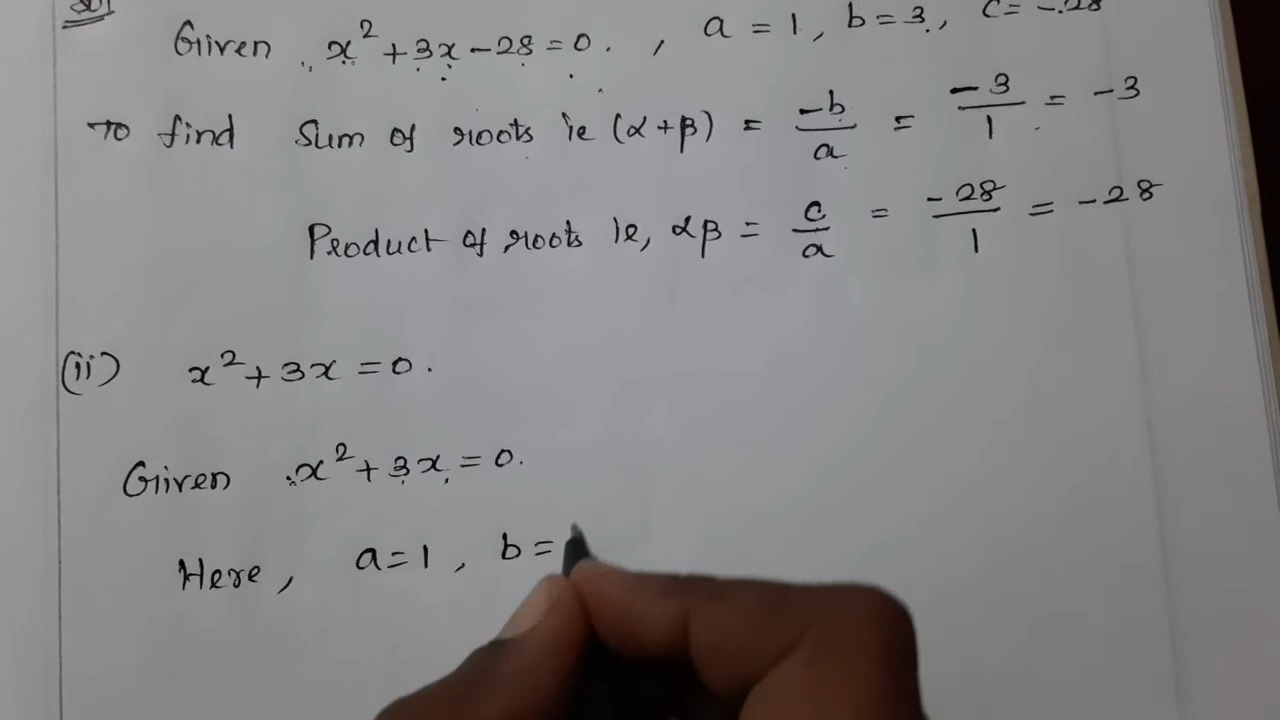 Given x² + 3x - 28 = 0. , a = 1, b = 3, c = -28
To find Sum of roots ie (α+β) = -b/a = -3/1 = -3
Product of roots ie, αβ = c/a = -28/1 = -28
(ii) x² + 3x = 0.
Given x² + 3x = 0.
Here, a = 1, b =